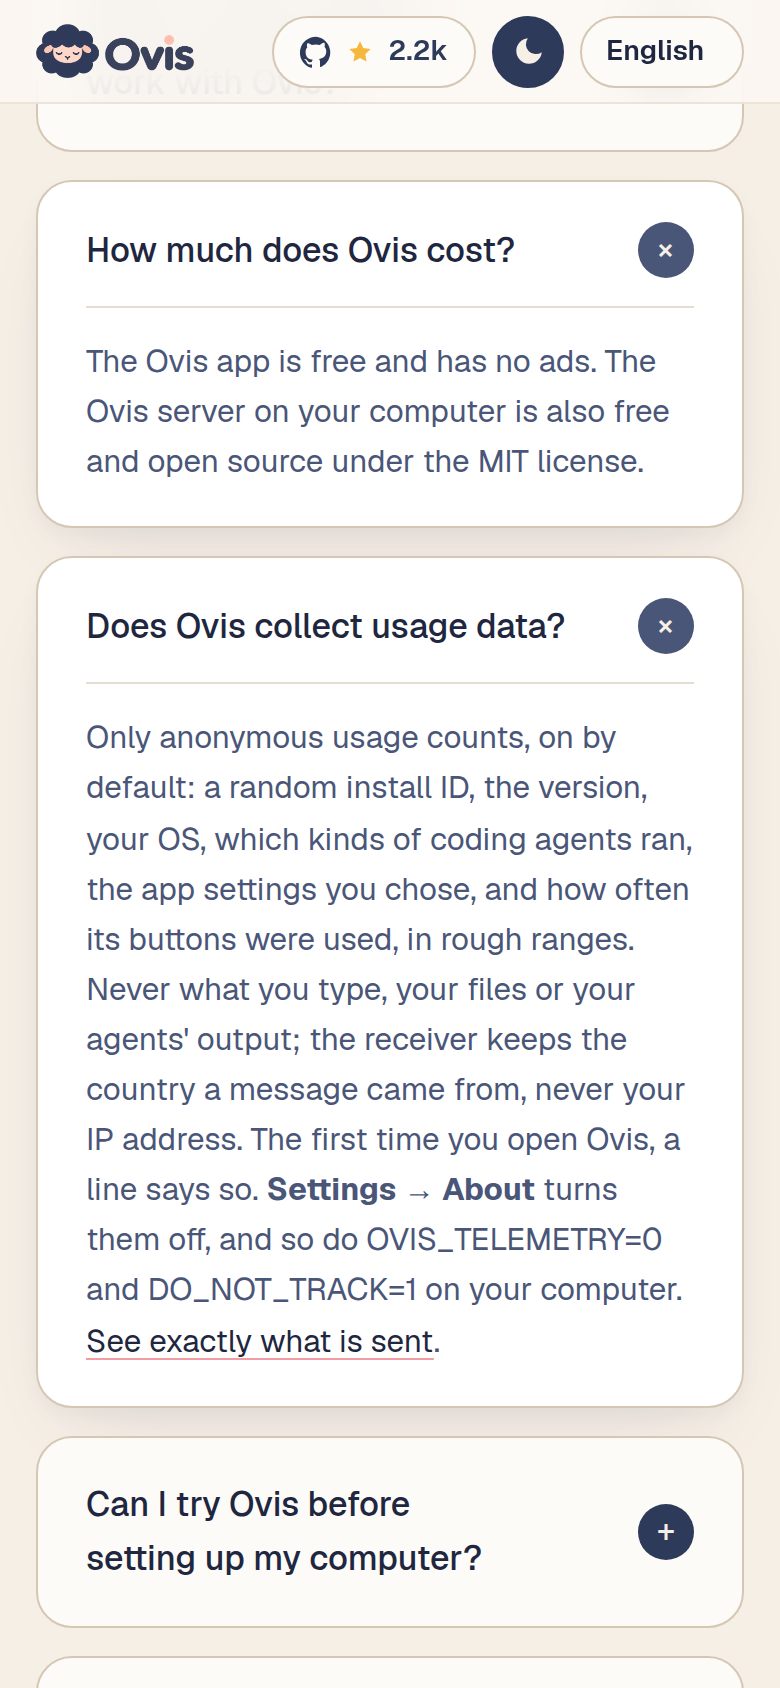 Ovis
2.2k
English
work with Ovis?
How much does Ovis cost?
×
The Ovis app is free and has no ads. The
Ovis server on your computer is also free
and open source under the MIT license.
Does Ovis collect usage data?
×
Only anonymous usage counts, on by
default: a random install ID, the version,
your OS, which kinds of coding agents ran,
the app settings you chose, and how often
its buttons were used, in rough ranges.
Never what you type, your files or your
agents' output; the receiver keeps the
country a message came from, never your
IP address. The first time you open Ovis, a
line says so. Settings → About turns
them off, and so do OVIS_TELEMETRY=0
and DO_NOT_TRACK=1 on your computer.
See exactly what is sent.
Can I try Ovis before
setting up my computer?
+